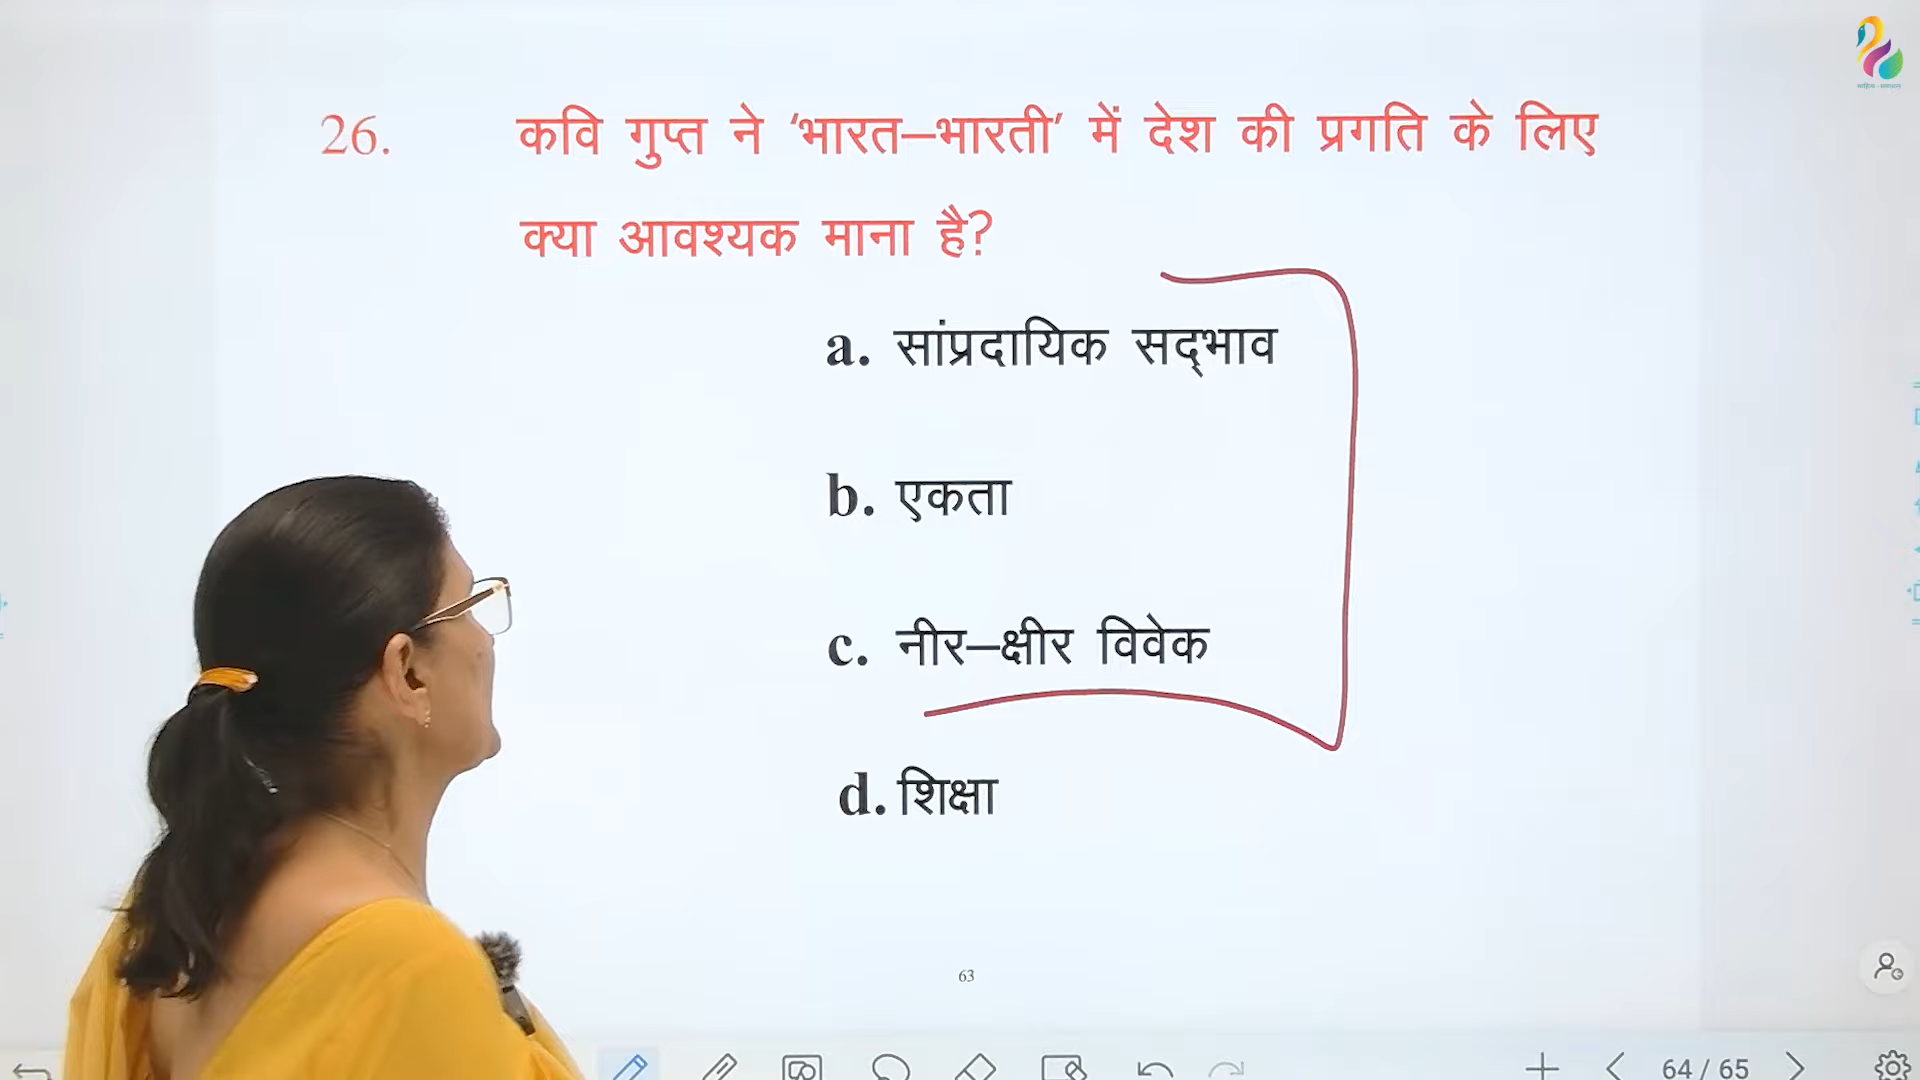 26. कवि गुप्त ने ‘भारत–भारती’ में देश की प्रगति के लिए
क्या आवश्यक माना है?
a. सांप्रदायिक सद्‌भाव
b. एकता
c. नीर–क्षीर विवेक
d. शिक्षा
63
64 / 65